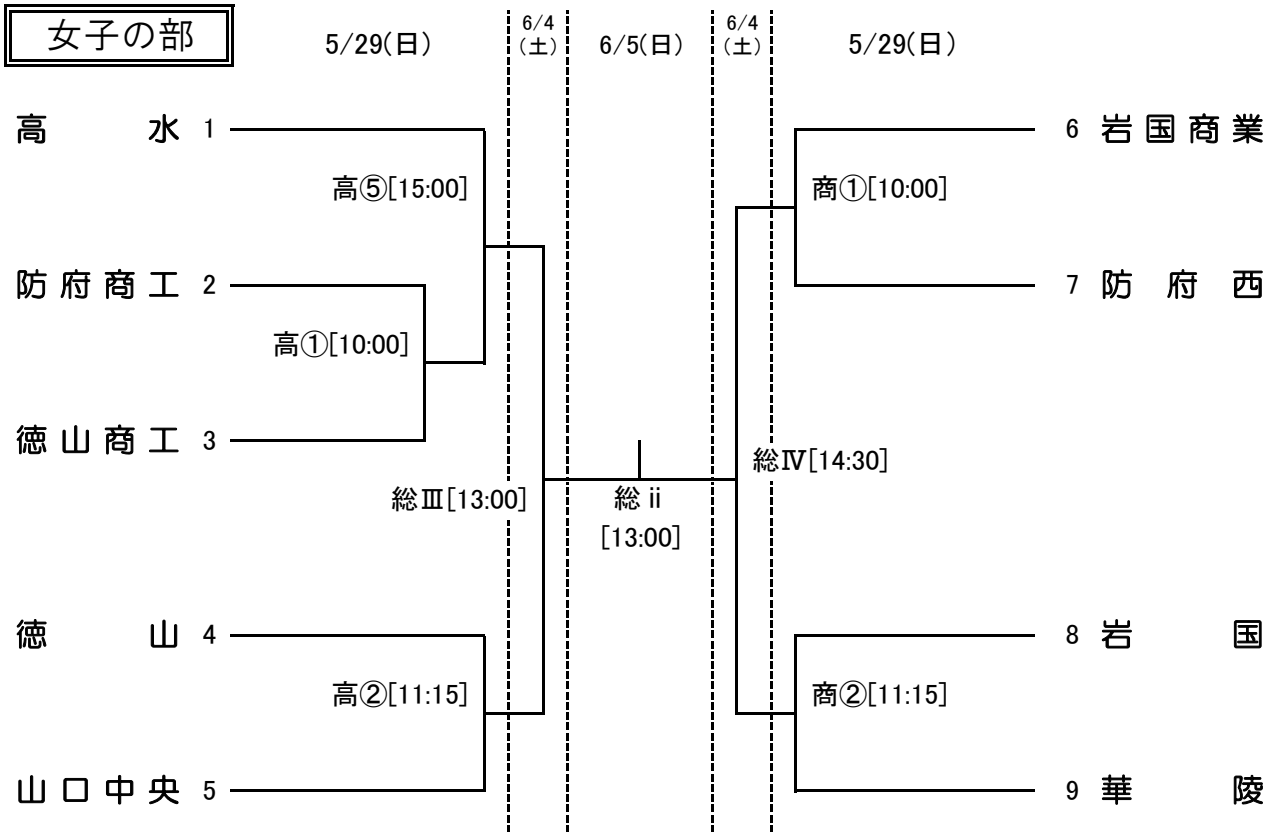 女子の部
5/29(日)
6/4
(土)
6/5(日)
6/4
(土)
5/29(日)
高水 1
6 岩国商業
高⑤[15:00]
商①[10:00]
防府商工 2
7 防府西
高①[10:00]
徳山商工 3
総Ⅳ[14:30]
総Ⅲ[13:00]
総ⅱ
[13:00]
徳山 4
8 岩国
高②[11:15]
商②[11:15]
山口中央 5
9 華陵